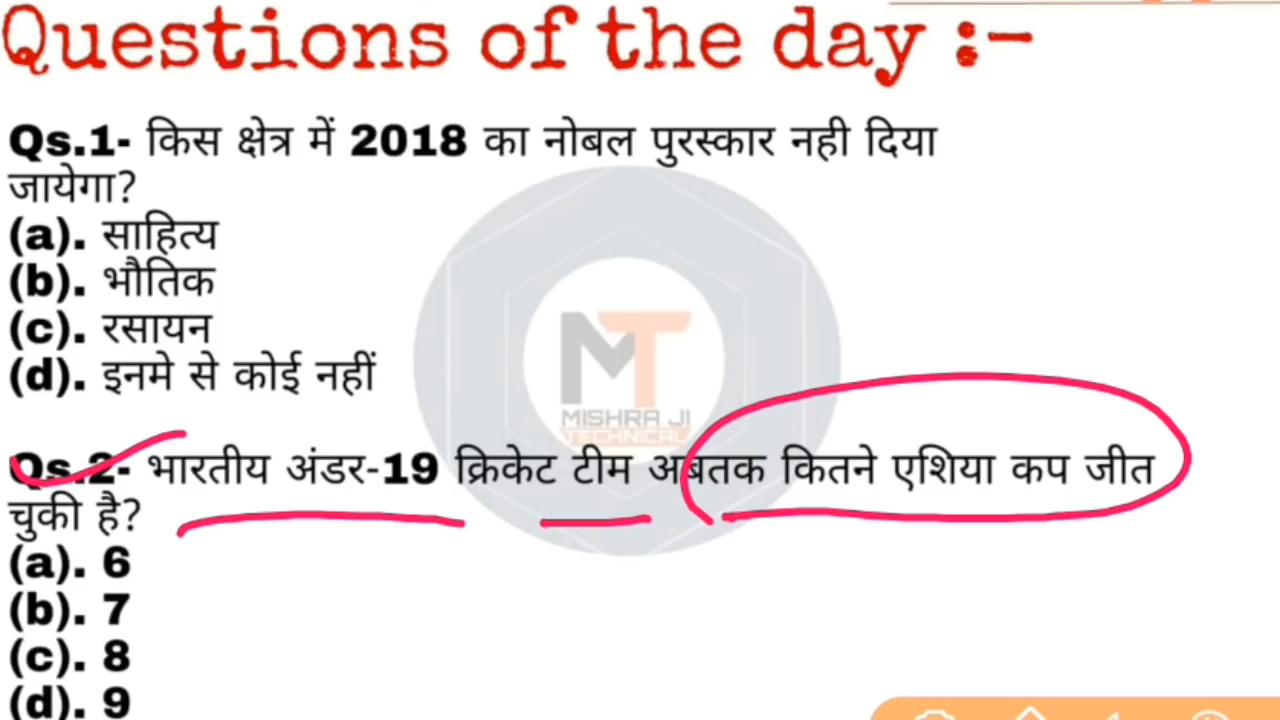 Questions of the day :-
Qs.1- किस क्षेत्र में 2018 का नोबल पुरस्कार नही दिया
जायेगा?
(a). साहित्य
(b). भौतिक
(c). रसायन
(d). इनमे से कोई नहीं
MT
MISHRA JI
TECHNICAL
Qs.2- भारतीय अंडर-19 क्रिकेट टीम अबतक कितने एशिया कप जीत
चुकी है?
(a). 6
(b). 7
(c). 8
(d). 9